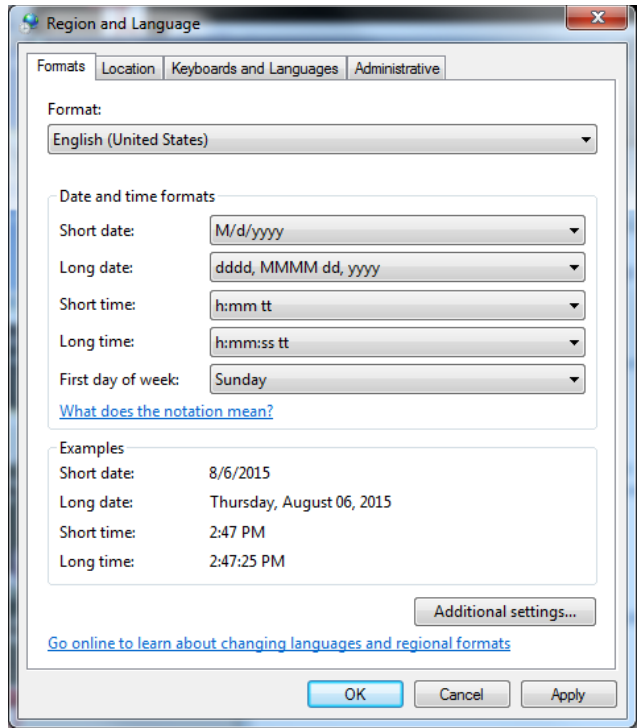 Region and Language
Formats Location Keyboards and Languages Administrative
Format:
English (United States)
Date and time formats
Short date: M/d/yyyy
Long date: dddd, MMMM dd, yyyy
Short time: h:mm tt
Long time: h:mm:ss tt
First day of week: Sunday
What does the notation mean?
Examples
Short date: 8/6/2015
Long date: Thursday, August 06, 2015
Short time: 2:47 PM
Long time: 2:47:25 PM
Additional settings...
Go online to learn about changing languages and regional formats
OK Cancel Apply